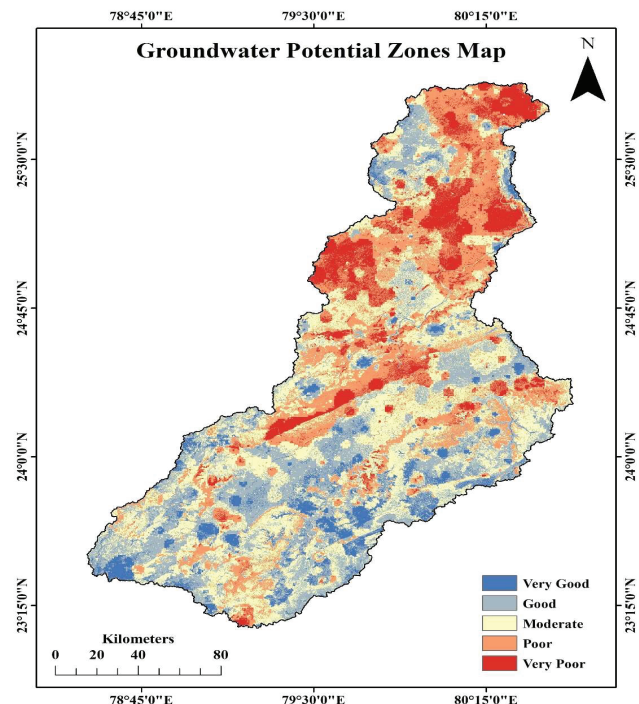 78°45'0"E 79°30'0"E 80°15'0"E
Groundwater Potential Zones Map
N
25°30'0"N 25°30'0"N
24°45'0"N 24°45'0"N
24°0'0"N 24°0'0"N
23°15'0"N 23°15'0"N
Very Good
Good
Moderate
Poor
Very Poor
Kilometers
0 20 40 80
78°45'0"E 79°30'0"E 80°15'0"E